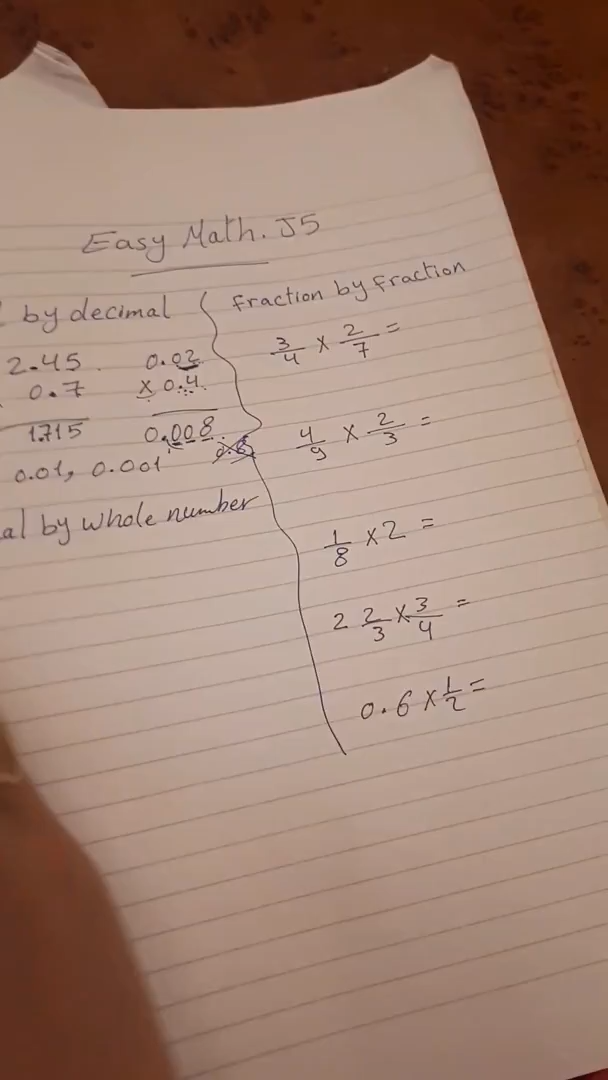 Easy Math. J5
by decimal
2.45
0.7
1.715
0.02
x 0.4
0.008
0.01, 0.001
al by whole number
Fraction by fraction
3/4 x 2/7 =
4/9 x 2/3 =
1/8 x 2 =
2 2/3 x 3/4 =
0.6 x 1/2 =